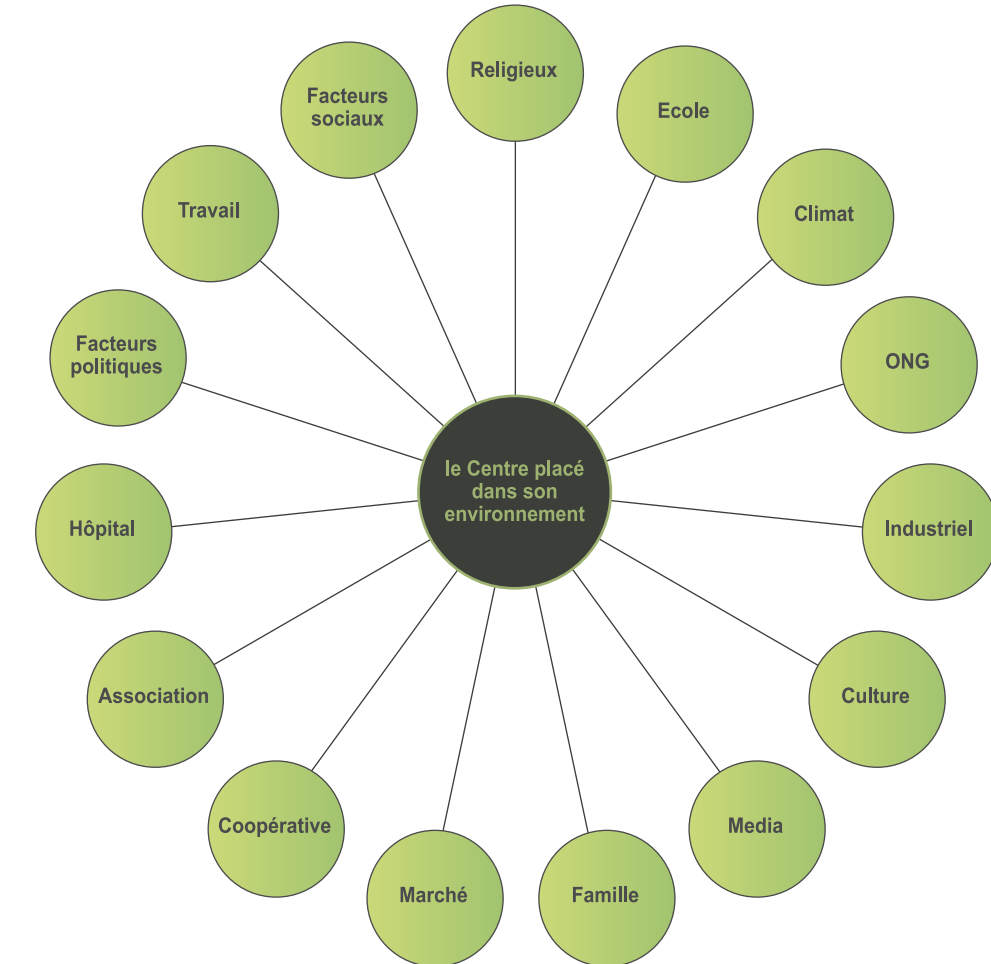 Religieux
Ecole
Climat
ONG
Industriel
Culture
Media
Famille
Marché
Coopérative
Association
Hôpital
Facteurs
politiques
Travail
Facteurs
sociaux
le Centre placé
dans son
environnement